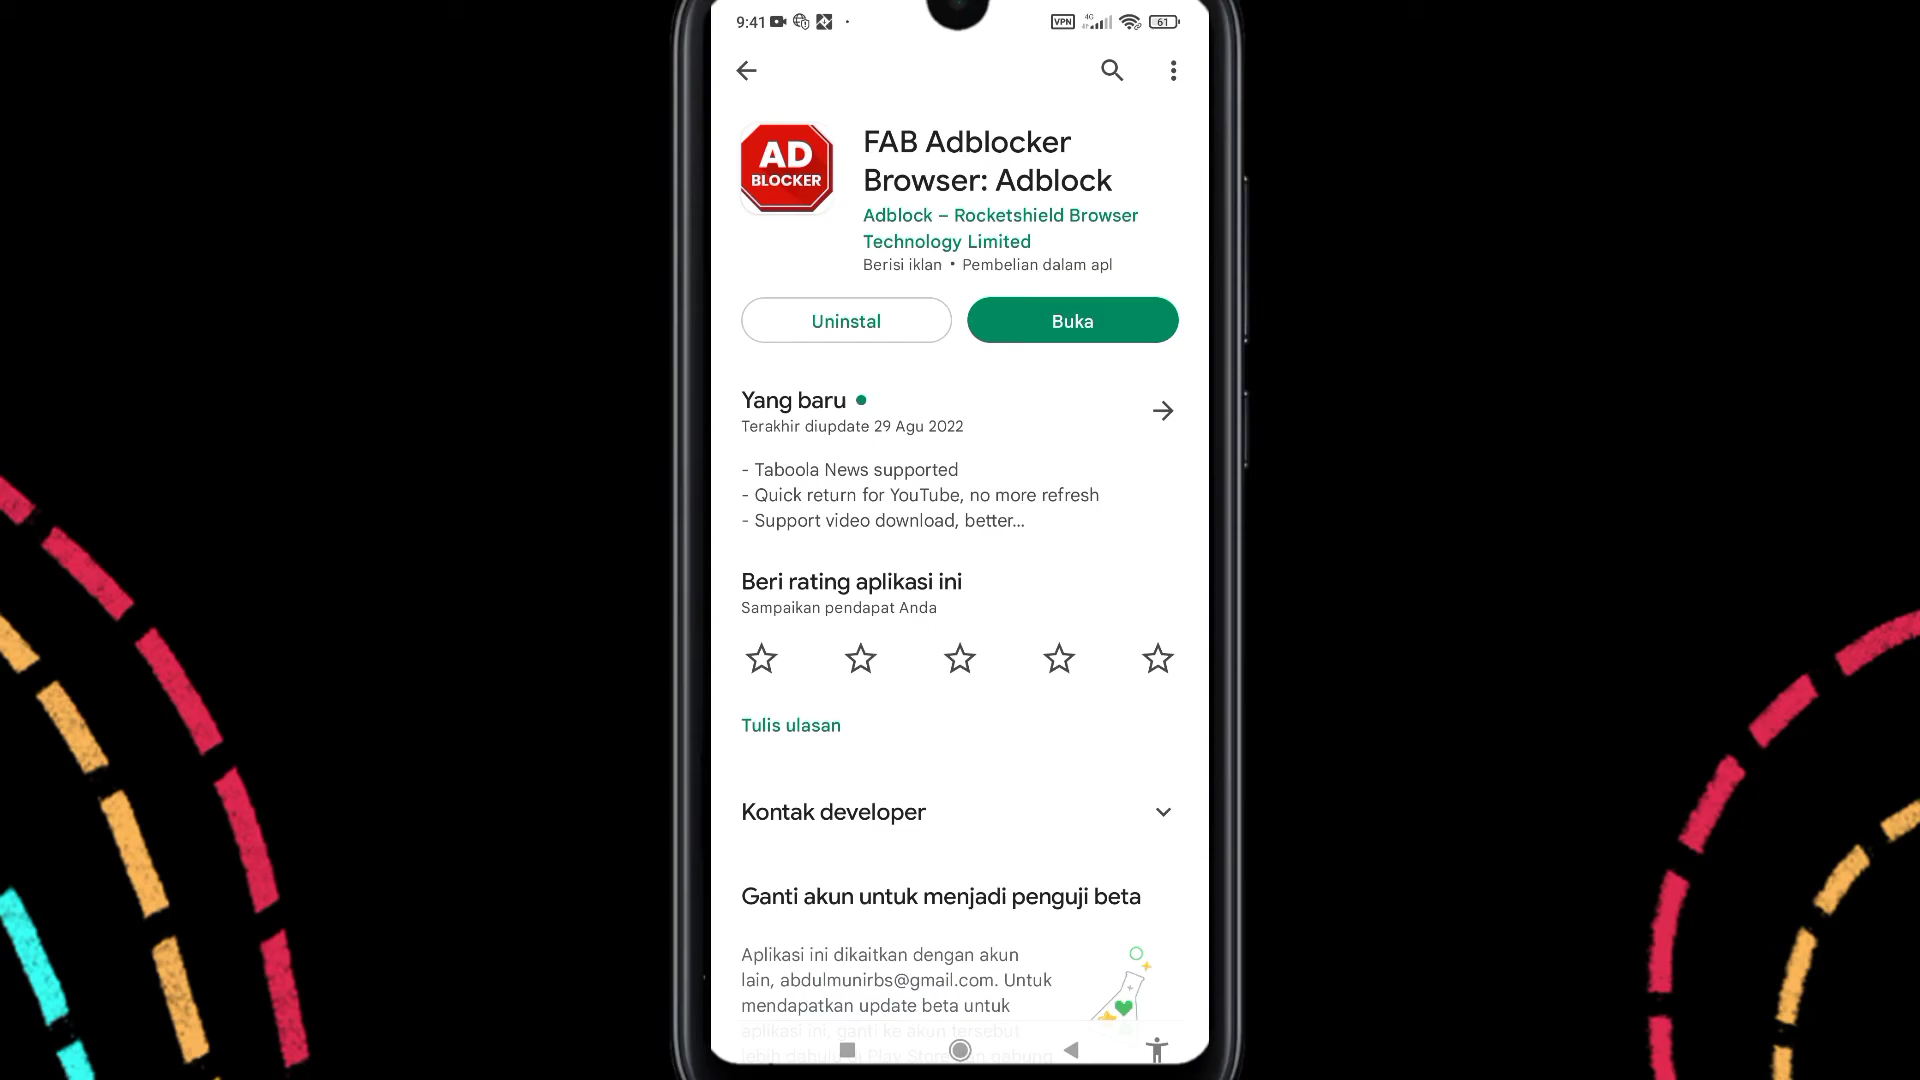 9:41
VPN
4G
61
AD
BLOCKER
FAB Adblocker
Browser: Adblock
Adblock – Rocketshield Browser
Technology Limited
Berisi iklan • Pembelian dalam apl
Uninstal
Buka
Yang baru
Terakhir diupdate 29 Agu 2022
- Taboola News supported
- Quick return for YouTube, no more refresh
- Support video download, better...
Beri rating aplikasi ini
Sampaikan pendapat Anda
Tulis ulasan
Kontak developer
Ganti akun untuk menjadi penguji beta
Aplikasi ini dikaitkan dengan akun
lain, abdulmunirbs@gmail.com. Untuk
mendapatkan update beta untuk
aplikasi ini, ganti ke akun tersebut
lebih dahulu di Play Store gabung